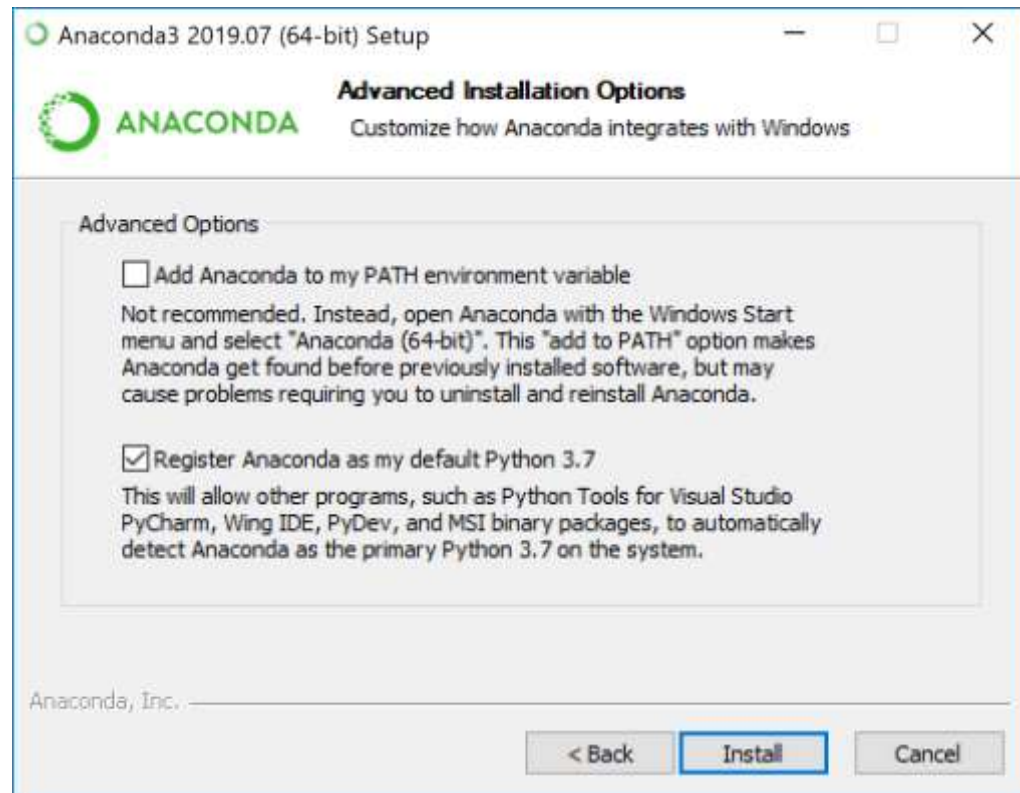 Anaconda3 2019.07 (64-bit) Setup
ANACONDA
Advanced Installation Options
Customize how Anaconda integrates with Windows
Advanced Options
Add Anaconda to my PATH environment variable
Not recommended. Instead, open Anaconda with the Windows Start
menu and select "Anaconda (64-bit)". This "add to PATH" option makes
Anaconda get found before previously installed software, but may
cause problems requiring you to uninstall and reinstall Anaconda.
Register Anaconda as my default Python 3.7
This will allow other programs, such as Python Tools for Visual Studio
PyCharm, Wing IDE, PyDev, and MSI binary packages, to automatically
detect Anaconda as the primary Python 3.7 on the system.
Anaconda, Inc.
< Back
Install
Cancel